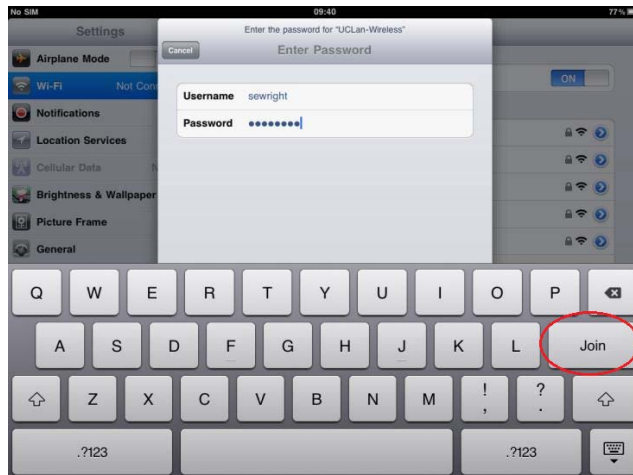 No SIM 09:40 77%
Enter the password for "UCLan-Wireless"
Settings Cancel Enter Password
Airplane Mode
Wi-Fi Not Con ON
Username sewright
Notifications
Password ••••••••
Location Services
Cellular Data N
Brightness & Wallpaper
Picture Frame
General
Q W E R T Y U I O P
A S D F G H J K L Join
Z X C V B N M ! , ? .
.?123 .?123